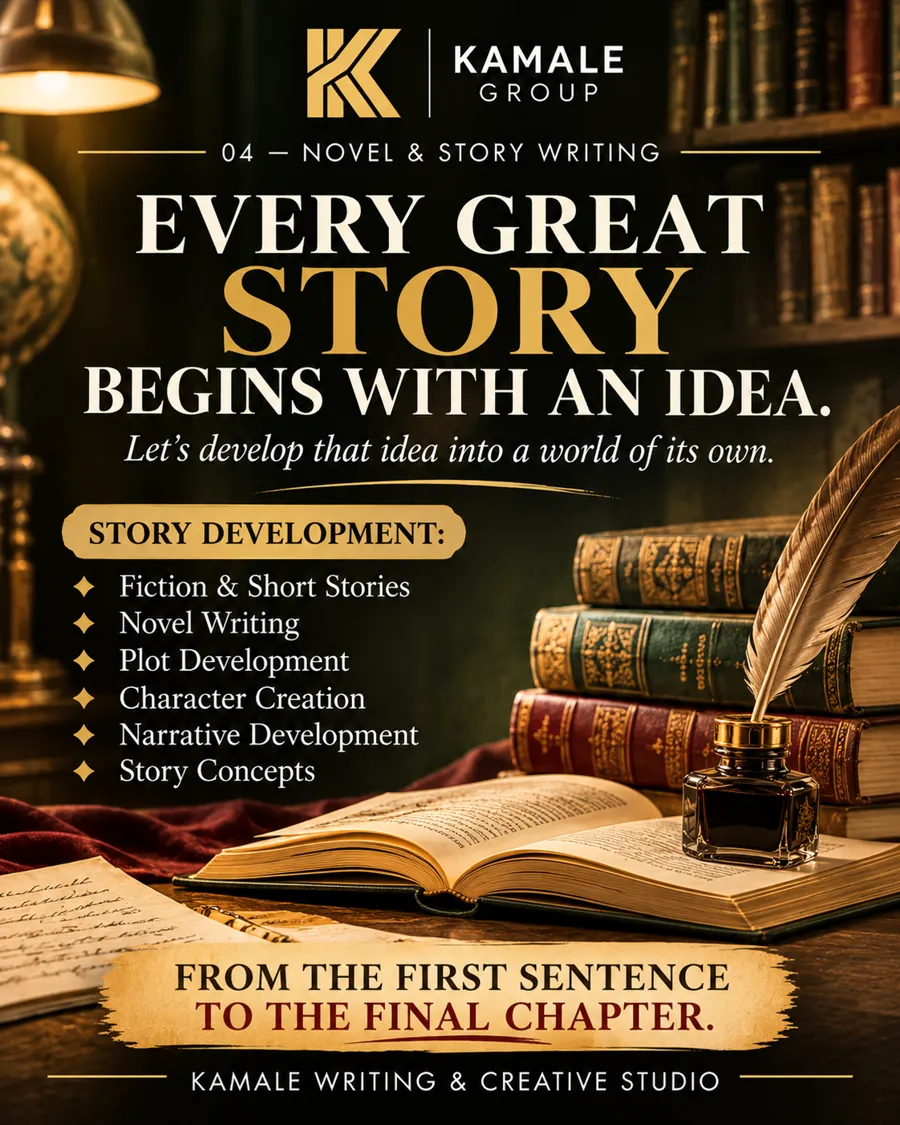 KAMALE
GROUP
04 — NOVEL & STORY WRITING
EVERY GREAT
STORY
BEGINS WITH AN IDEA.
Let's develop that idea into a world of its own.
STORY DEVELOPMENT:
Fiction & Short Stories
Novel Writing
Plot Development
Character Creation
Narrative Development
Story Concepts
FROM THE FIRST SENTENCE
TO THE FINAL CHAPTER.
KAMALE WRITING & CREATIVE STUDIO